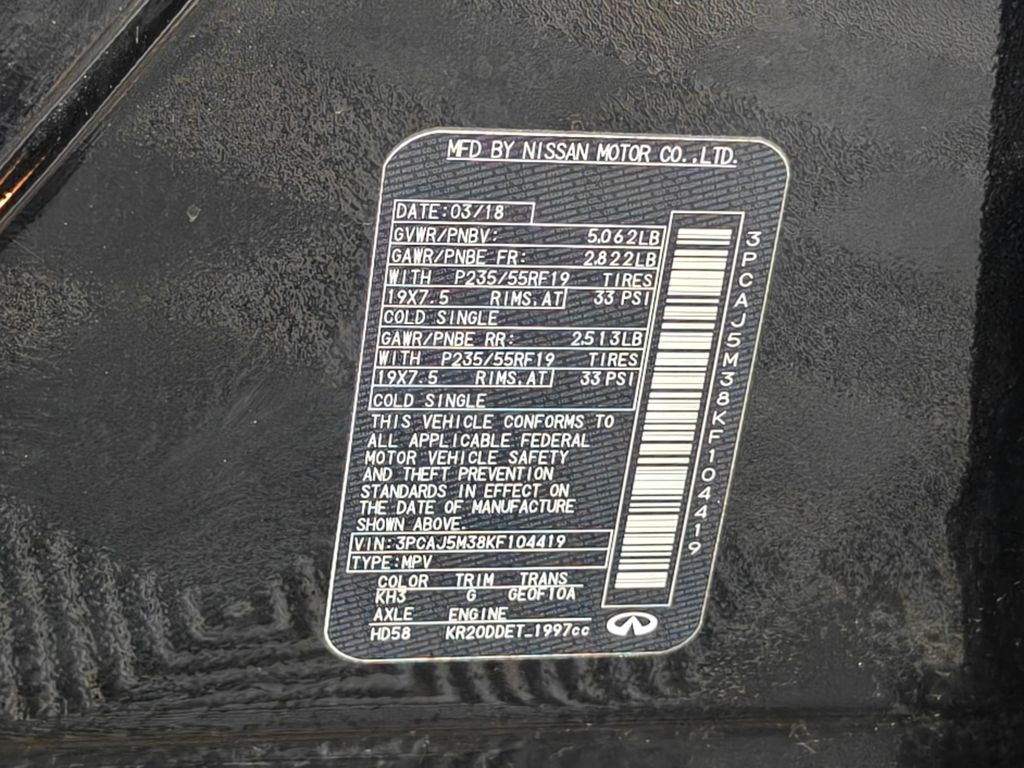 MFD BY NISSAN MOTOR CO.,LTD.
DATE:03/18
GVWR/PNBV: 5,062LB
GAWR/PNBE FR: 2,822LB
WITH P235/55RF19 TIRES
19X7.5 RIMS,AT 33 PSI
COLD SINGLE
GAWR/PNBE RR: 2,513LB
WITH P235/55RF19 TIRES
19X7.5 RIMS,AT 33 PSI
COLD SINGLE
THIS VEHICLE CONFORMS TO
ALL APPLICABLE FEDERAL
MOTOR VEHICLE SAFETY
AND THEFT PREVENTION
STANDARDS IN EFFECT ON
THE DATE OF MANUFACTURE
SHOWN ABOVE.
VIN:3PCAJ5M38KF104419
TYPE:MPV
COLOR TRIM TRANS
KH3 G GE0F10A
AXLE ENGINE
HD58 KR20DDET 1997cc
3PCAJ5M38KF104419